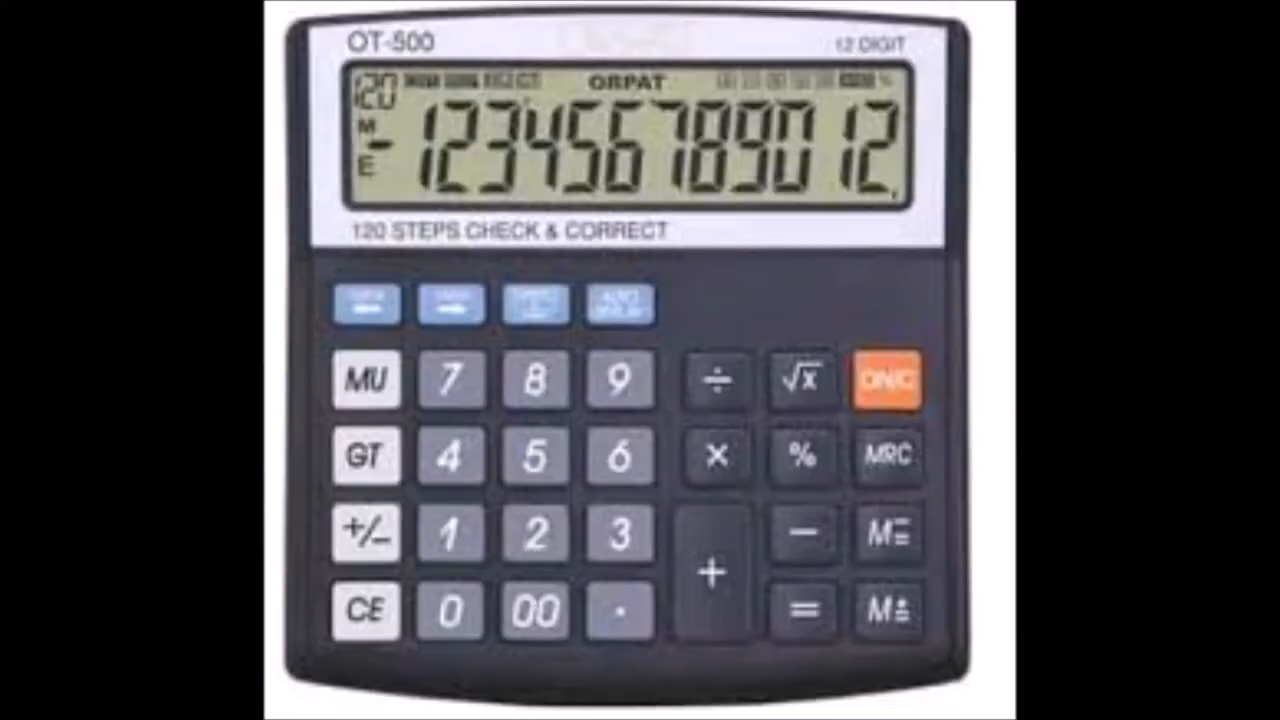 OT-500
12 DIGIT
120
ORPAT
M
E
-123456789012.
120 STEPS CHECK & CORRECT
MU 7 8 9 ÷ √x ON/C
GT 4 5 6 × % MRC
+/- 1 2 3 - M=
CE 0 00 · + =